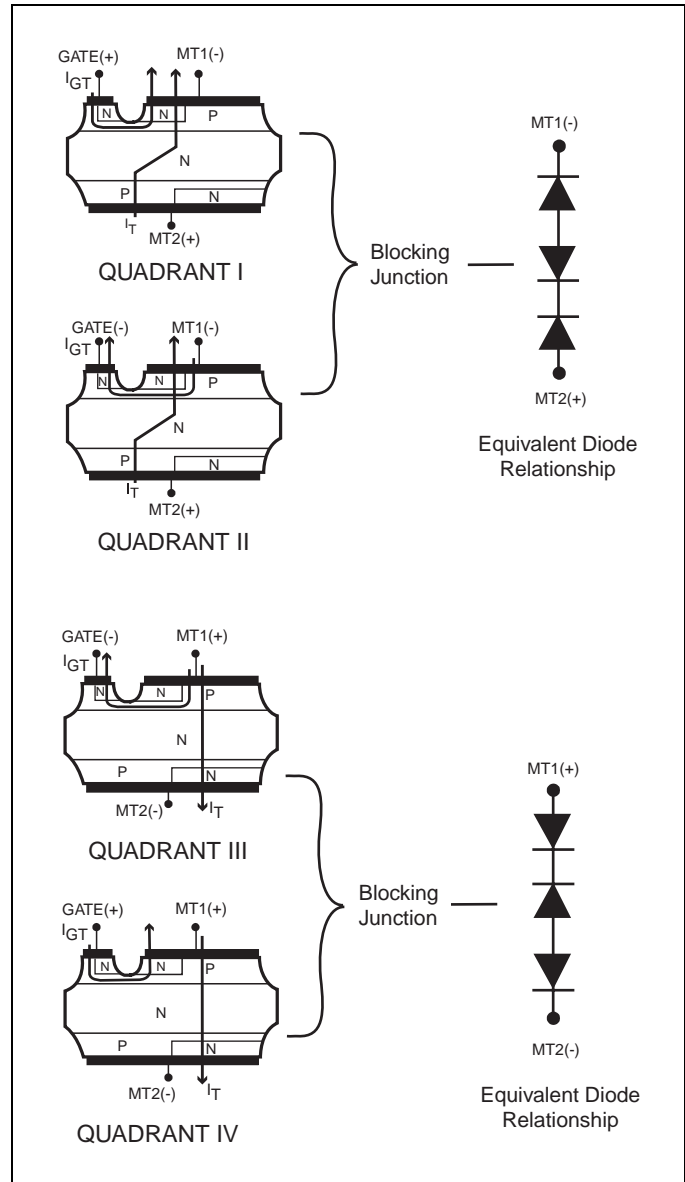 GATE(+)
MT1(-)
IGT
N
N
P
N
P
N
IT
MT2(+)
QUADRANT I
GATE(-)
MT1(-)
IGT
N
N
P
N
P
N
IT
MT2(+)
QUADRANT II
Blocking
Junction
MT1(-)
MT2(+)
Equivalent Diode
Relationship
GATE(-)
MT1(+)
IGT
N
N
P
N
P
N
MT2(-)
IT
QUADRANT III
GATE(+)
MT1(+)
IGT
N
N
P
N
P
N
MT2(-)
IT
QUADRANT IV
Blocking
Junction
MT1(+)
MT2(-)
Equivalent Diode
Relationship